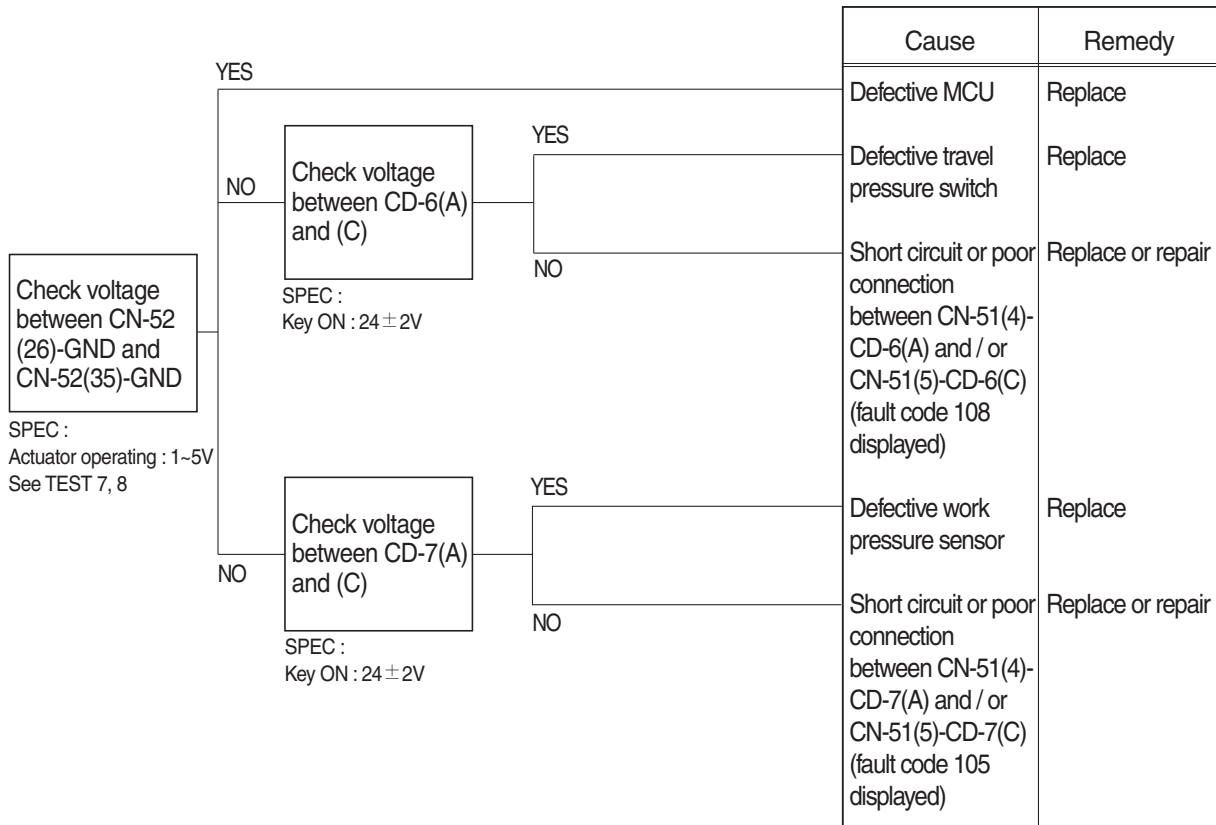 Check voltage
between CN-52
(26)-GND and
CN-52(35)-GND
SPEC :
Actuator operating : 1~5V
See TEST 7, 8
YES
NO
Check voltage
between CD-6(A)
and (C)
SPEC :
Key ON : 24±2V
YES
NO
NO
Check voltage
between CD-7(A)
and (C)
SPEC :
Key ON : 24±2V
YES
NO
Cause Remedy
Defective MCU Replace
Defective travel Replace
pressure switch
Short circuit or poor Replace or repair
connection
between CN-51(4)-
CD-6(A) and / or
CN-51(5)-CD-6(C)
(fault code 108
displayed)
Defective work Replace
pressure sensor
Short circuit or poor Replace or repair
connection
between CN-51(4)-
CD-7(A) and / or
CN-51(5)-CD-7(C)
(fault code 105
displayed)